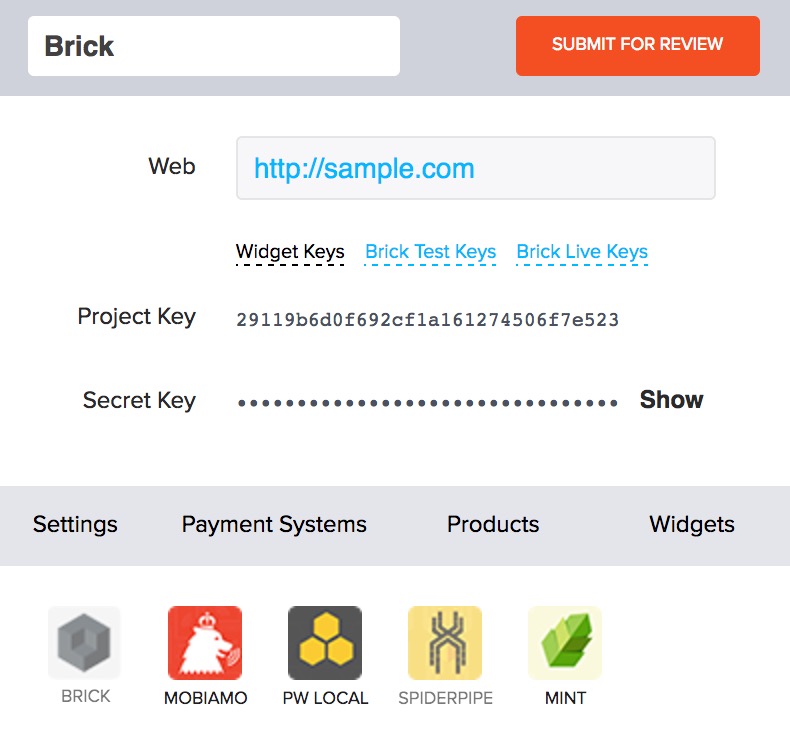 Brick
SUBMIT FOR REVIEW
Web
http://sample.com
Widget Keys Brick Test Keys Brick Live Keys
Project Key
29119b6d0f692cf1a161274506f7e523
Secret Key
•••••••••••••••••••••••••••••••• Show
Settings Payment Systems Products Widgets
BRICK MOBIAMO PW LOCAL SPIDERPIPE MINT